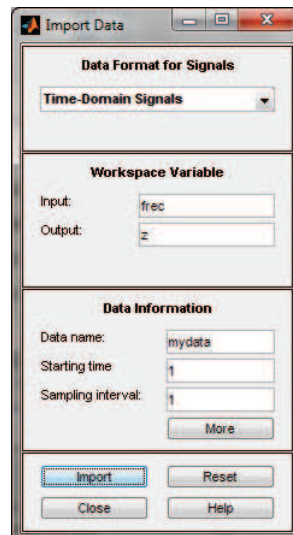 Import Data
Data Format for Signals
Time-Domain Signals
Workspace Variable
Input: frec
Output: z
Data Information
Data name: mydata
Starting time 1
Sampling interval: 1
More
Import Reset
Close Help